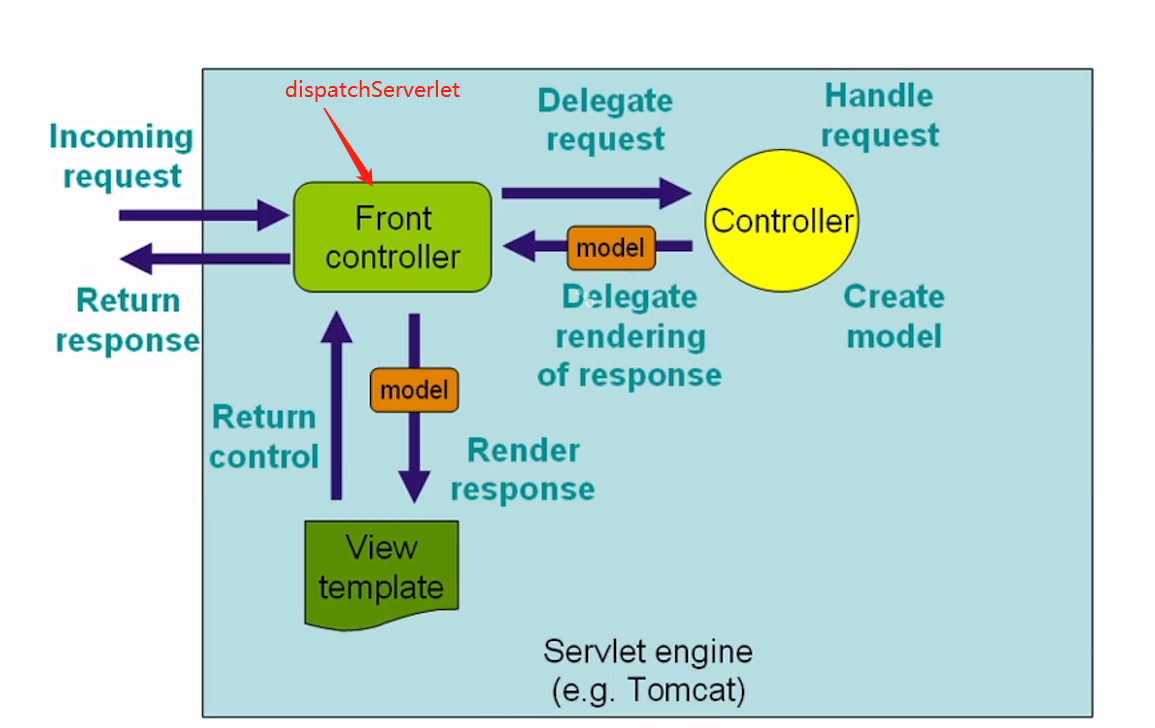 dispatchServerlet
Incoming
request
Delegate
request
Handle
request
Front
controller
model
Controller
Return
response
Delegate
rendering
of response
Create
model
model
Return
control
Render
response
View
template
Servlet engine
(e.g. Tomcat)